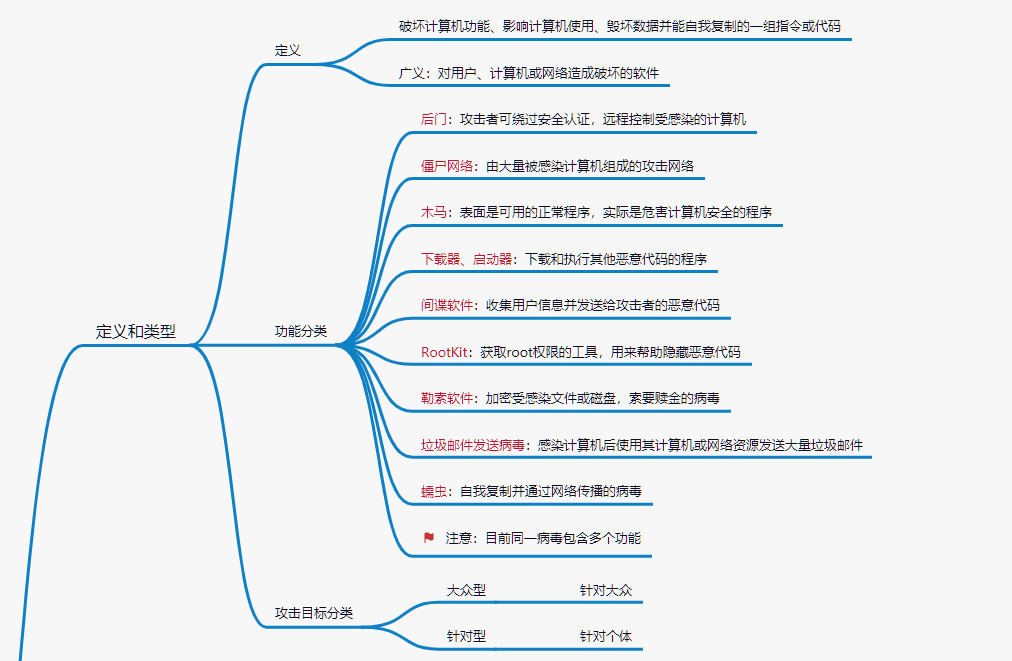 破坏计算机功能、影响计算机使用、毁坏数据并能自我复制的一组指令或代码
定义
广义：对用户、计算机或网络造成破坏的软件
后门：攻击者可绕过安全认证，远程控制受感染的计算机
僵尸网络：由大量被感染计算机组成的攻击网络
木马：表面是可用的正常程序，实际是危害计算机安全的程序
下载器、启动器：下载和执行其他恶意代码的程序
间谍软件：收集用户信息并发送给攻击者的恶意代码
定义和类型
功能分类
RootKit：获取root权限的工具，用来帮助隐藏恶意代码
勒索软件：加密受感染文件或磁盘，索要赎金的病毒
垃圾邮件发送病毒：感染计算机后使用其计算机或网络资源发送大量垃圾邮件
蠕虫：自我复制并通过网络传播的病毒
注意：目前同一病毒包含多个功能
大众型 针对大众
攻击目标分类
针对型 针对个体